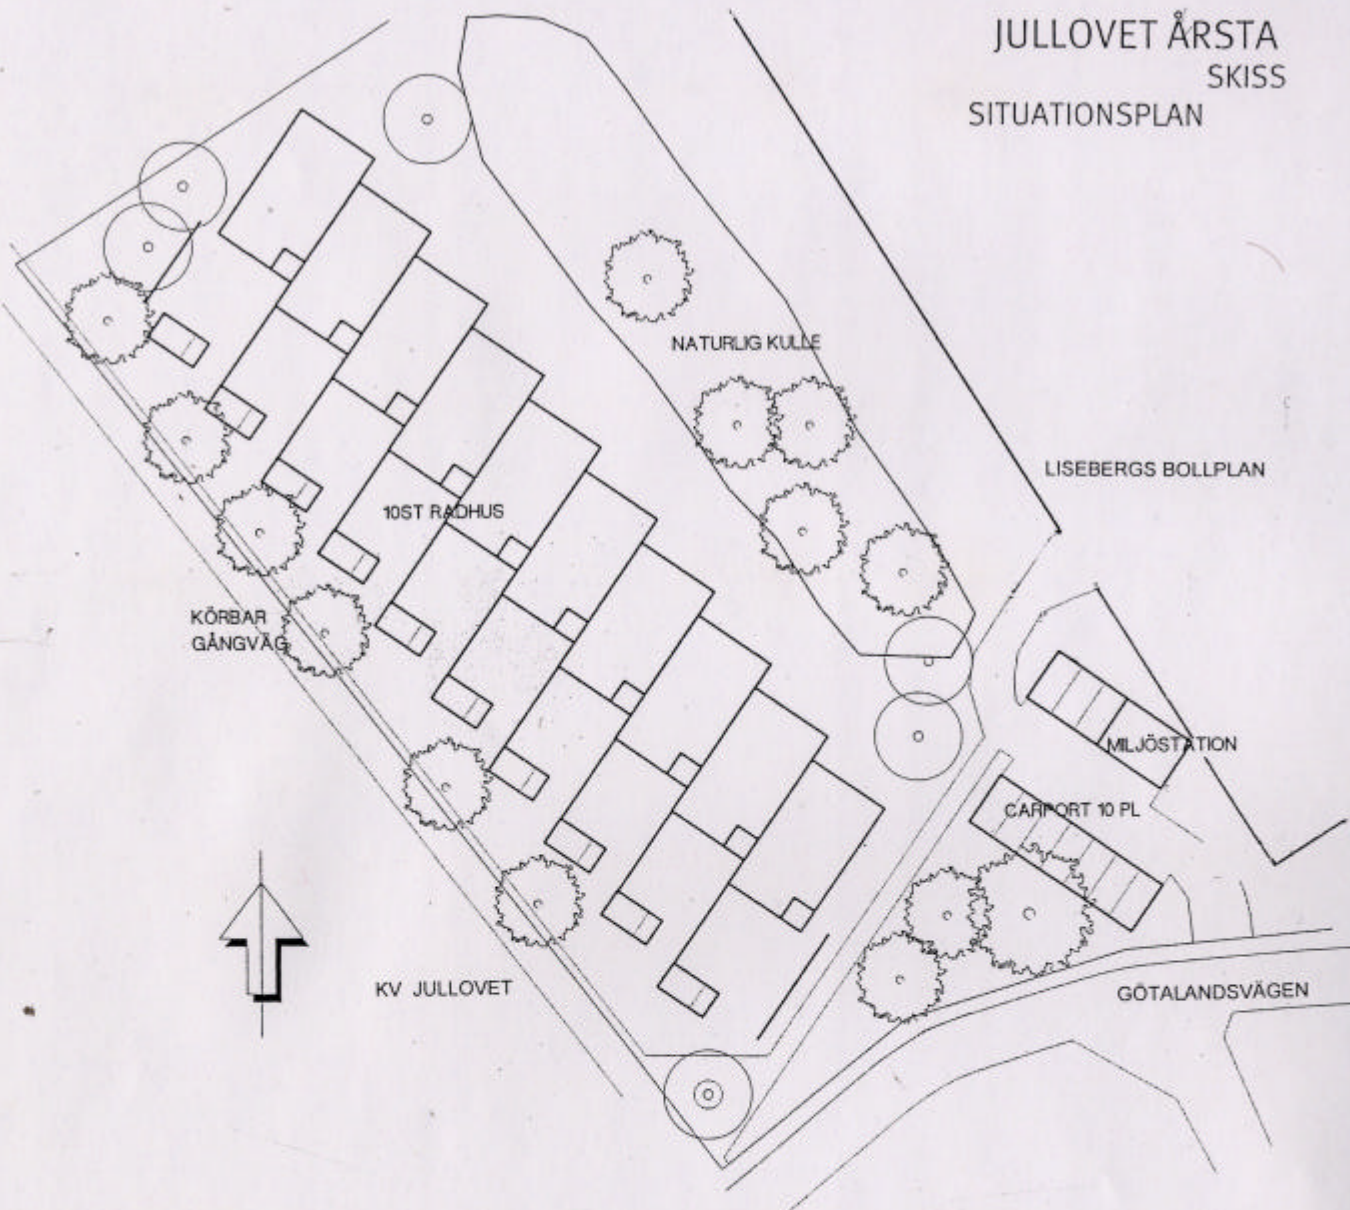 JULLOVET ÅRSTA
SKISS
SITUATIONSPLAN
NATURLIG KULLE
LISEBERGS BOLLPLAN
10ST RADHUS
KÖRBAR
GÅNGVÄG
MILJÖSTATION
CARPORT 10 PL
KV JULLOVET
GÖTALANDSVÄGEN